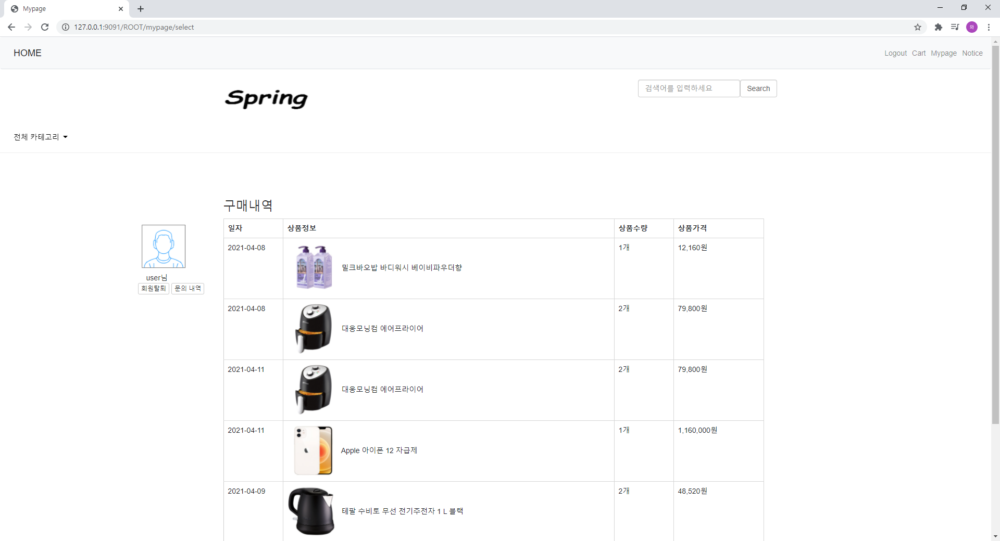 Mypage
127.0.0.1:9091/ROOT/mypage/select
와
HOME
Logout Cart Mypage Notice
Spring
검색어를 입력하세요 Search
전체 카테고리
구매내역
user님
회원탈퇴 문의 내역
일자 상품정보 상품수량 상품가격
2021-04-08 밀크바오밥 바디워시 베이비파우더향 1개 12,160원
2021-04-08 대웅모닝컴 에어프라이어 2개 79,800원
2021-04-11 대웅모닝컴 에어프라이어 2개 79,800원
2021-04-11 Apple 아이폰 12 자급제 1개 1,160,000원
2021-04-09 테팔 수비토 무선 전기주전자 1 L 블랙 2개 48,520원